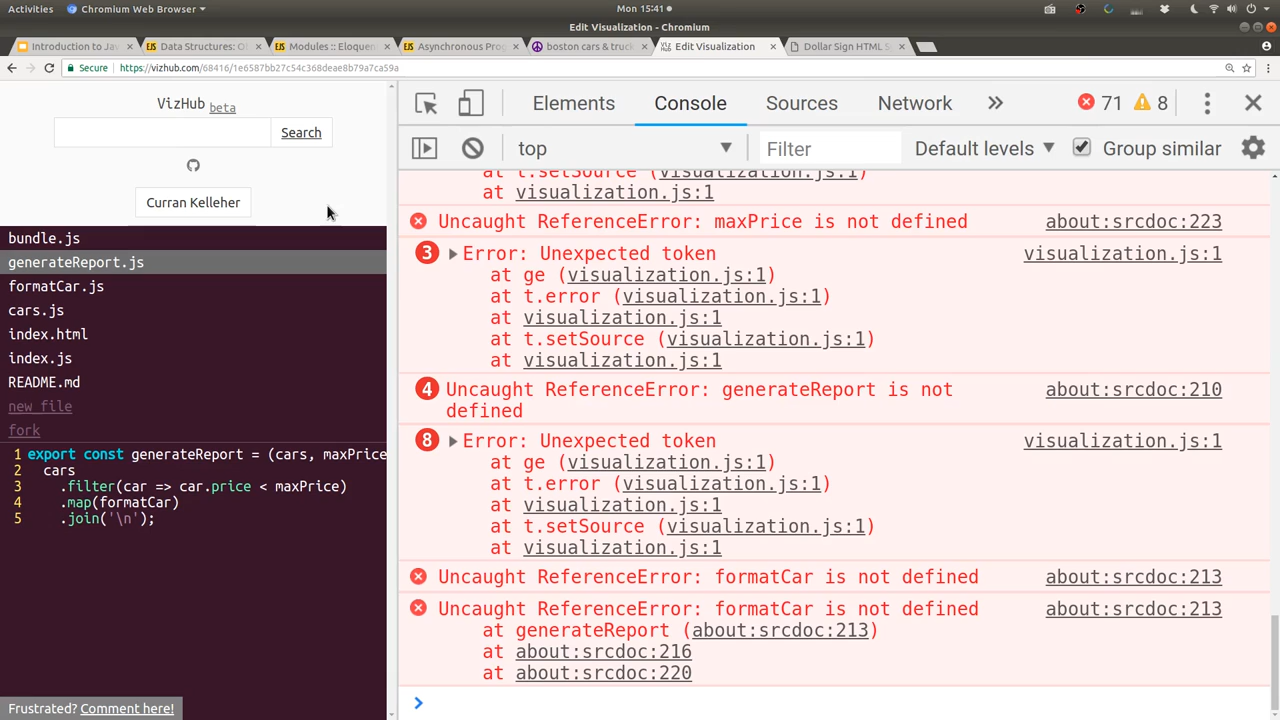 Activities
Chromium Web Browser
Mon 15:41
Edit Visualization - Chromium
Introduction to Jav
Data Structures: Ob
Modules :: Eloquen
Asynchronous Prog
boston cars & truck
Edit Visualization
Dollar Sign HTML S
Secure
https://vizhub.com/68416/1e6587bb27c54c368deae8b79a7ca59a
VizHub beta
Search
Curran Kelleher
bundle.js
generateReport.js
formatCar.js
cars.js
index.html
index.js
README.md
new file
fork
1 export const generateReport = (cars, maxPrice
2 cars
3 .filter(car => car.price < maxPrice)
4 .map(formatCar)
5 .join('\n');
Frustrated? Comment here!
Elements Console Sources Network » 71 8
top Filter Default levels Group similar
at t.setSource (visualization.js:1)
at visualization.js:1
Uncaught ReferenceError: maxPrice is not defined about:srcdoc:223
3 Error: Unexpected token visualization.js:1
at ge (visualization.js:1)
at t.error (visualization.js:1)
at visualization.js:1
at t.setSource (visualization.js:1)
at visualization.js:1
4 Uncaught ReferenceError: generateReport is not about:srcdoc:210
defined
8 Error: Unexpected token visualization.js:1
at ge (visualization.js:1)
at t.error (visualization.js:1)
at visualization.js:1
at t.setSource (visualization.js:1)
at visualization.js:1
Uncaught ReferenceError: formatCar is not defined about:srcdoc:213
Uncaught ReferenceError: formatCar is not defined about:srcdoc:213
at generateReport (about:srcdoc:213)
at about:srcdoc:216
at about:srcdoc:220